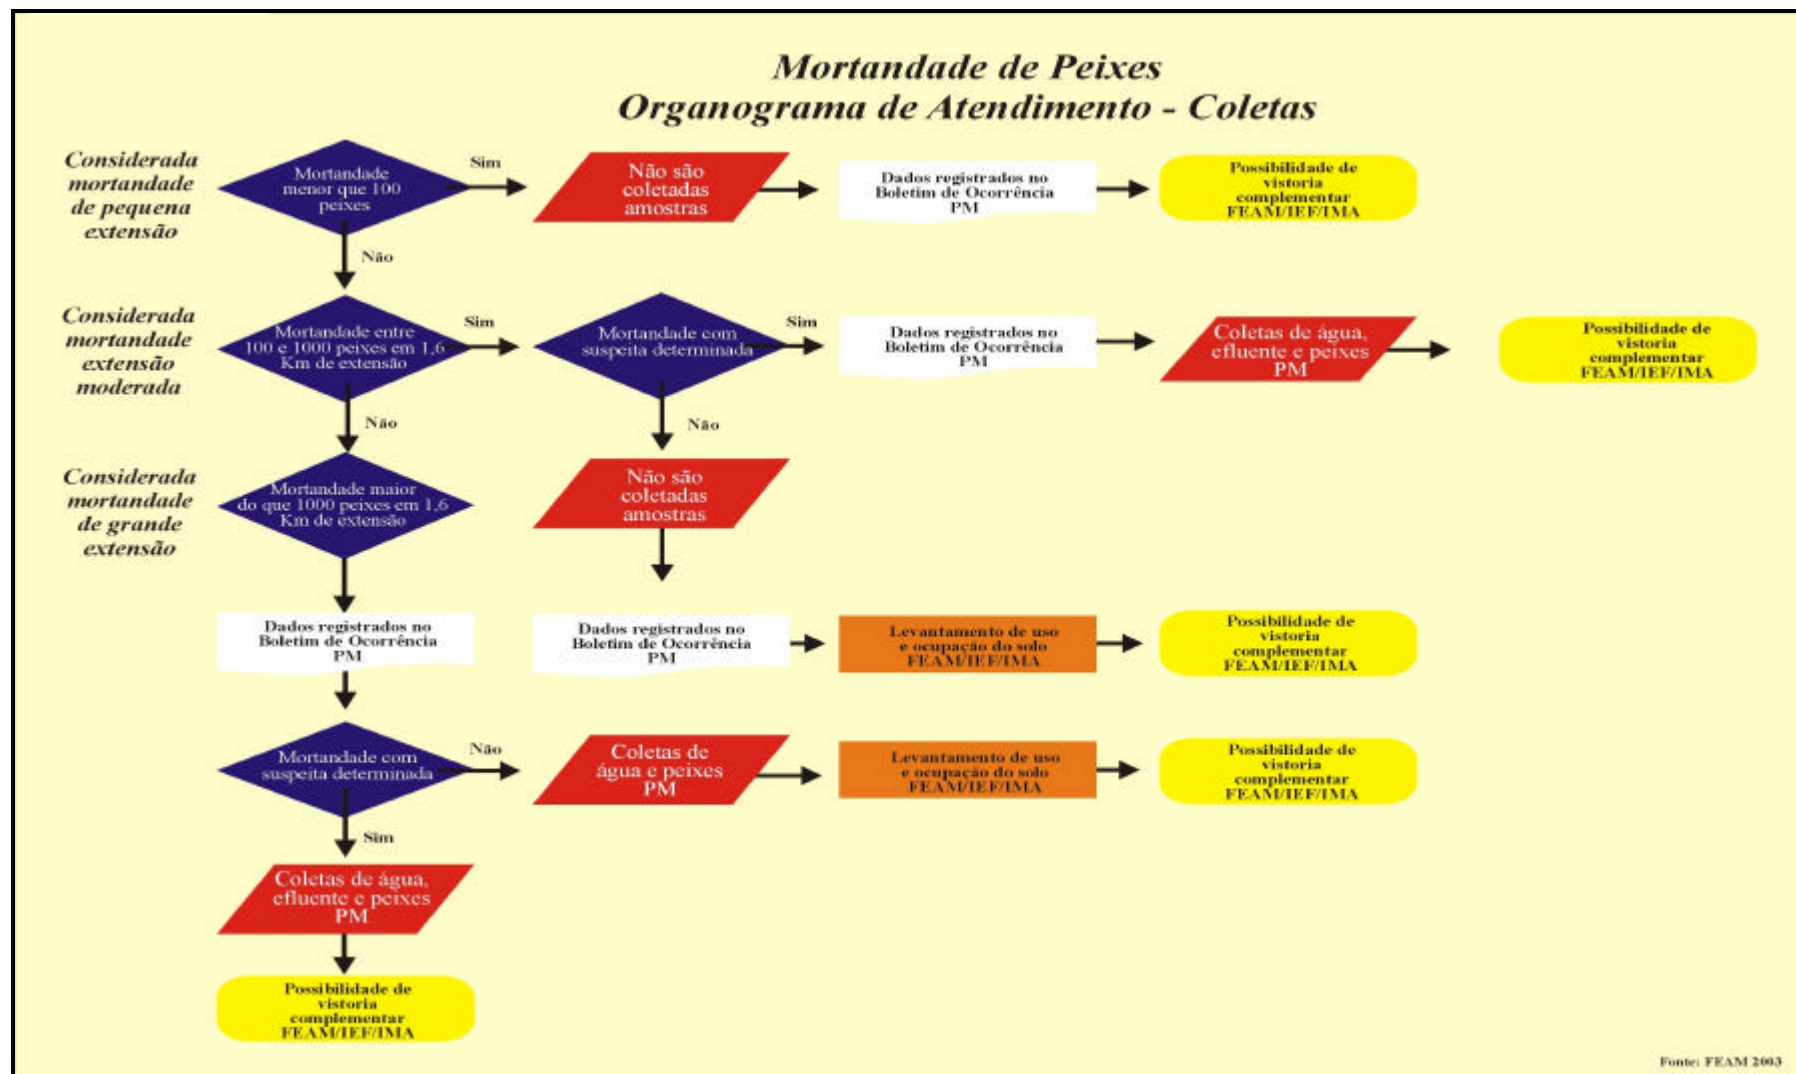 Mortandade de Peixes
Organograma de Atendimento - Coletas
Considerada
mortandade
de pequena
extensão
Mortandade
menor que 100
peixes
Sim
Não são
coletadas
amostras
Dados registrados no
Boletim de Ocorrência
PM
Possibilidade de
vistoria
complementar
FEAM/IEF/IMA
Não
Considerada
mortandade
extensão
moderada
Mortandade entre
100 e 1000 peixes em 1,6
Km de extensão
Sim
Mortandade com
suspeita determinada
Sim
Dados registrados no
Boletim de Ocorrência
PM
Coletas de água,
efluente e peixes
PM
Possibilidade de
vistoria
complementar
FEAM/IEF/IMA
Não
Não
Considerada
mortandade
de grande
extensão
Mortandade maior
do que 1000 peixes em 1,6
Km de extensão
Não são
coletadas
amostras
Dados registrados no
Boletim de Ocorrência
PM
Dados registrados no
Boletim de Ocorrência
PM
Levantamento de uso
e ocupação do solo
FEAM/IEF/IMA
Possibilidade de
vistoria
complementar
FEAM/IEF/IMA
Mortandade com
suspeita determinada
Não
Coletas de
água e peixes
PM
Levantamento de uso
e ocupação do solo
FEAM/IEF/IMA
Possibilidade de
vistoria
complementar
FEAM/IEF/IMA
Sim
Coletas de água,
efluente e peixes
PM
Possibilidade de
vistoria
complementar
FEAM/IEF/IMA
Fonte: FEAM 2003